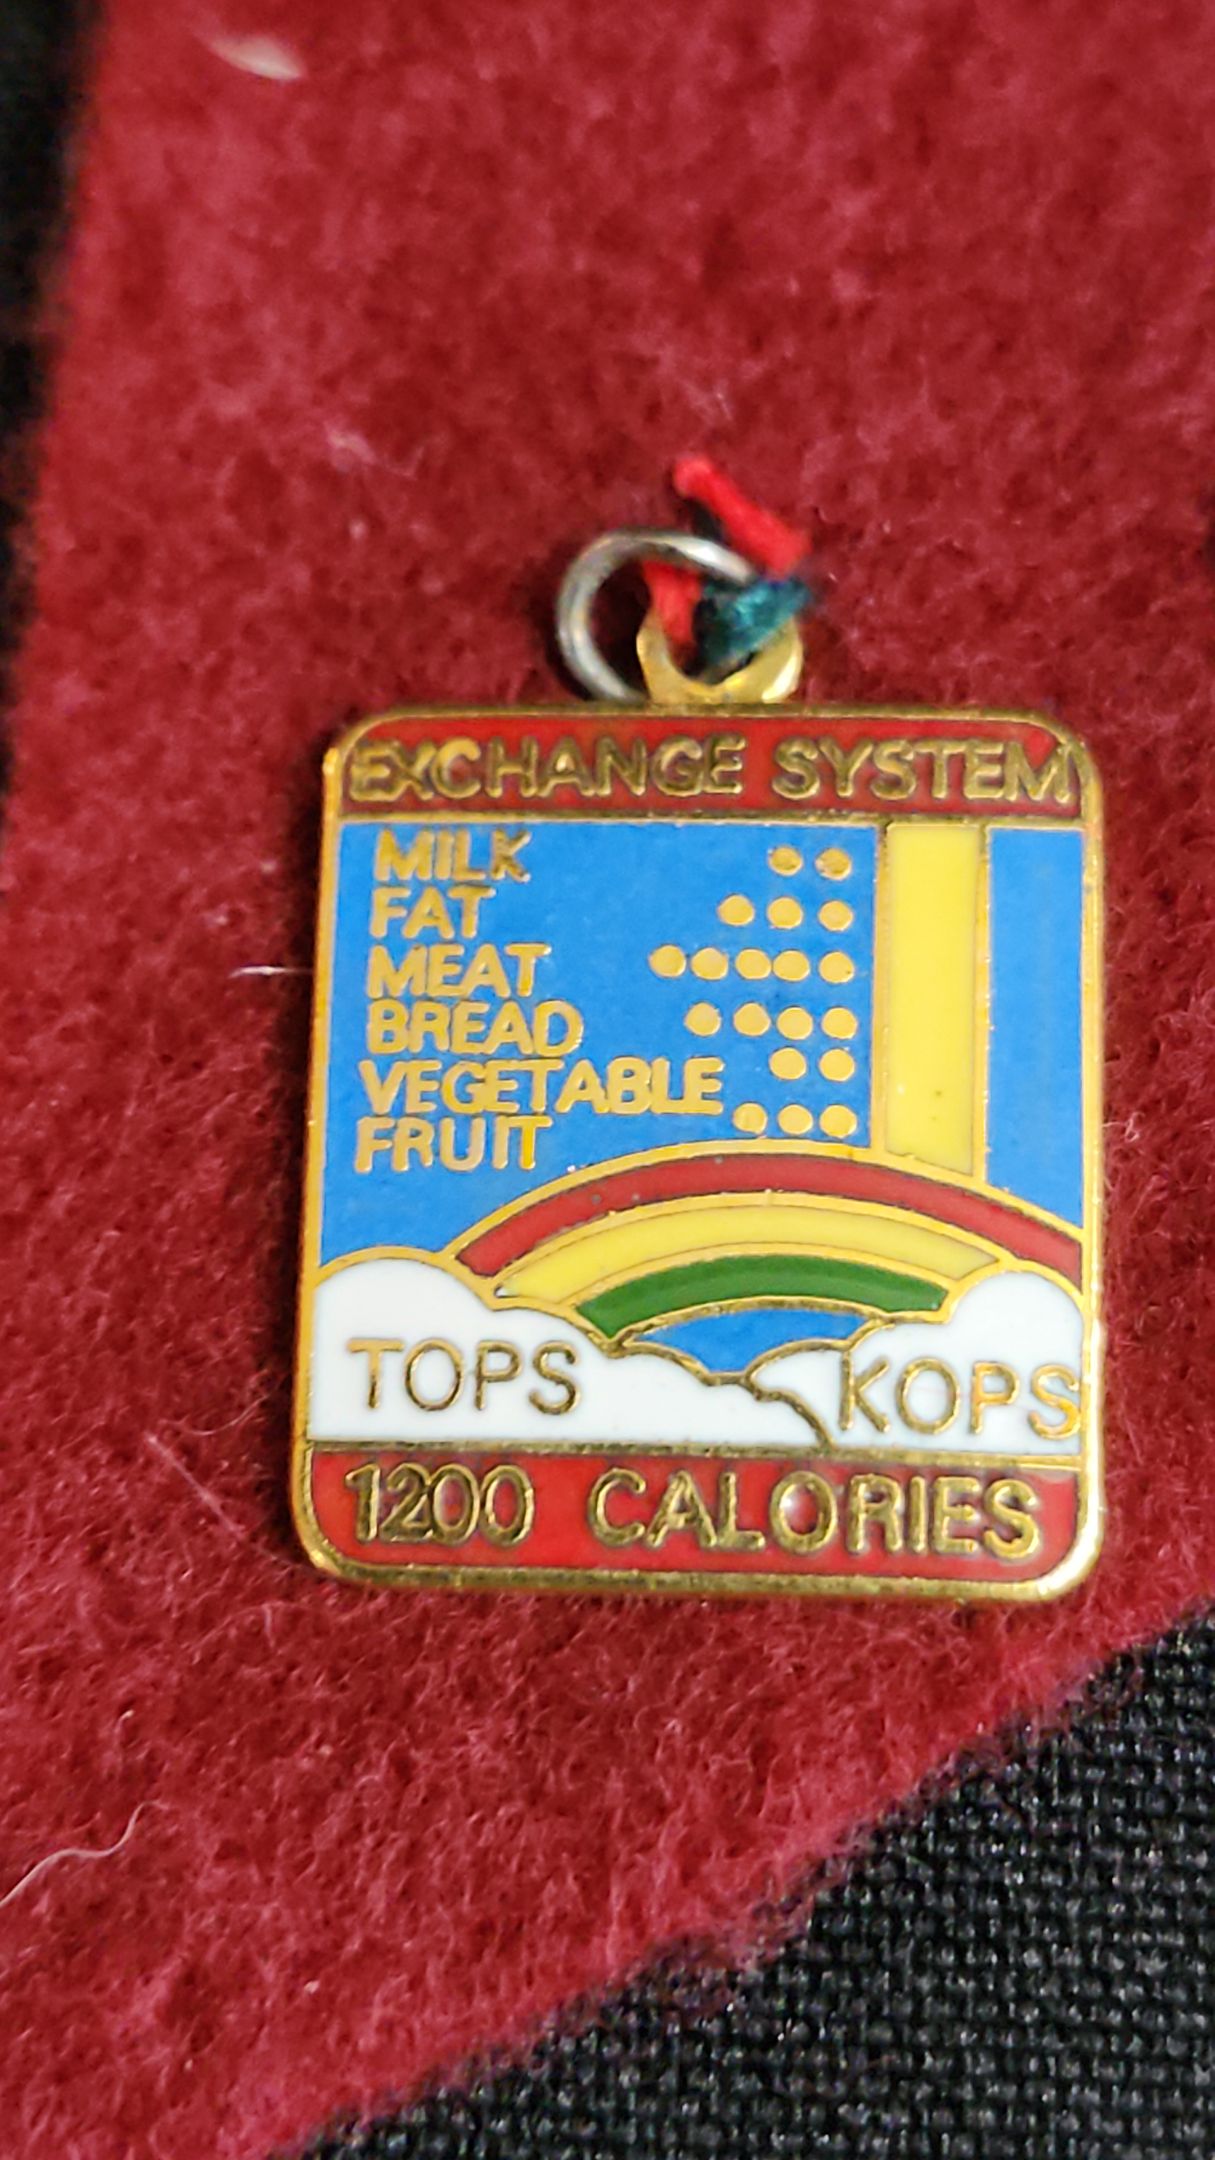 EXCHANGE SYSTEM
MILK
FAT
MEAT
BREAD
VEGETABLE
FRUIT
TOPS KOPS
1200 CALORIES